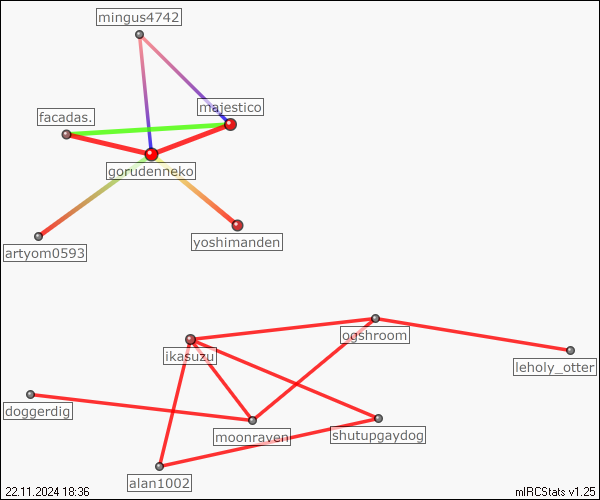 mingus4742
majestico
facadas.
gorudenneko
yoshimanden
artyom0593
ogshroom
ikasuzu
leholy_otter
doggerdig
moonraven
shutupgaydog
alan1002
22.11.2024 18:36
mIRCStats v1.25